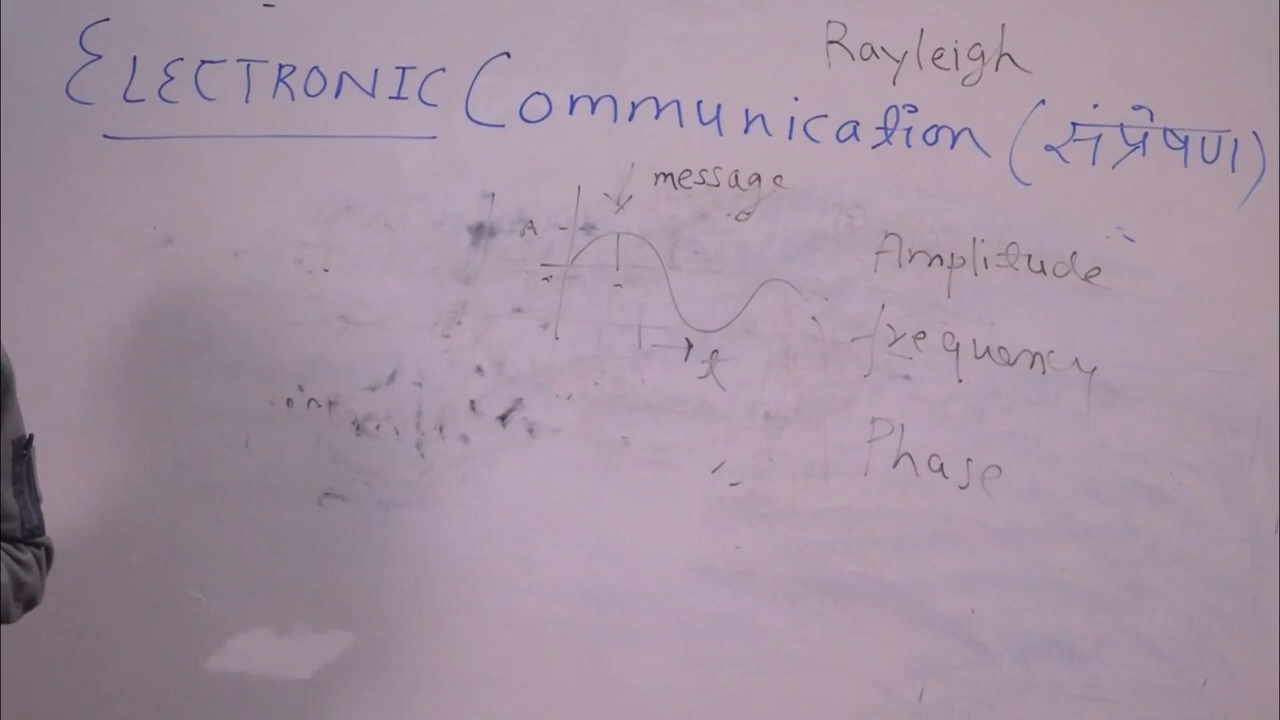 Rayleigh
ELECTRONIC Communication (संप्रेषण)
message
A
Amplitude
frequency
t
Phase